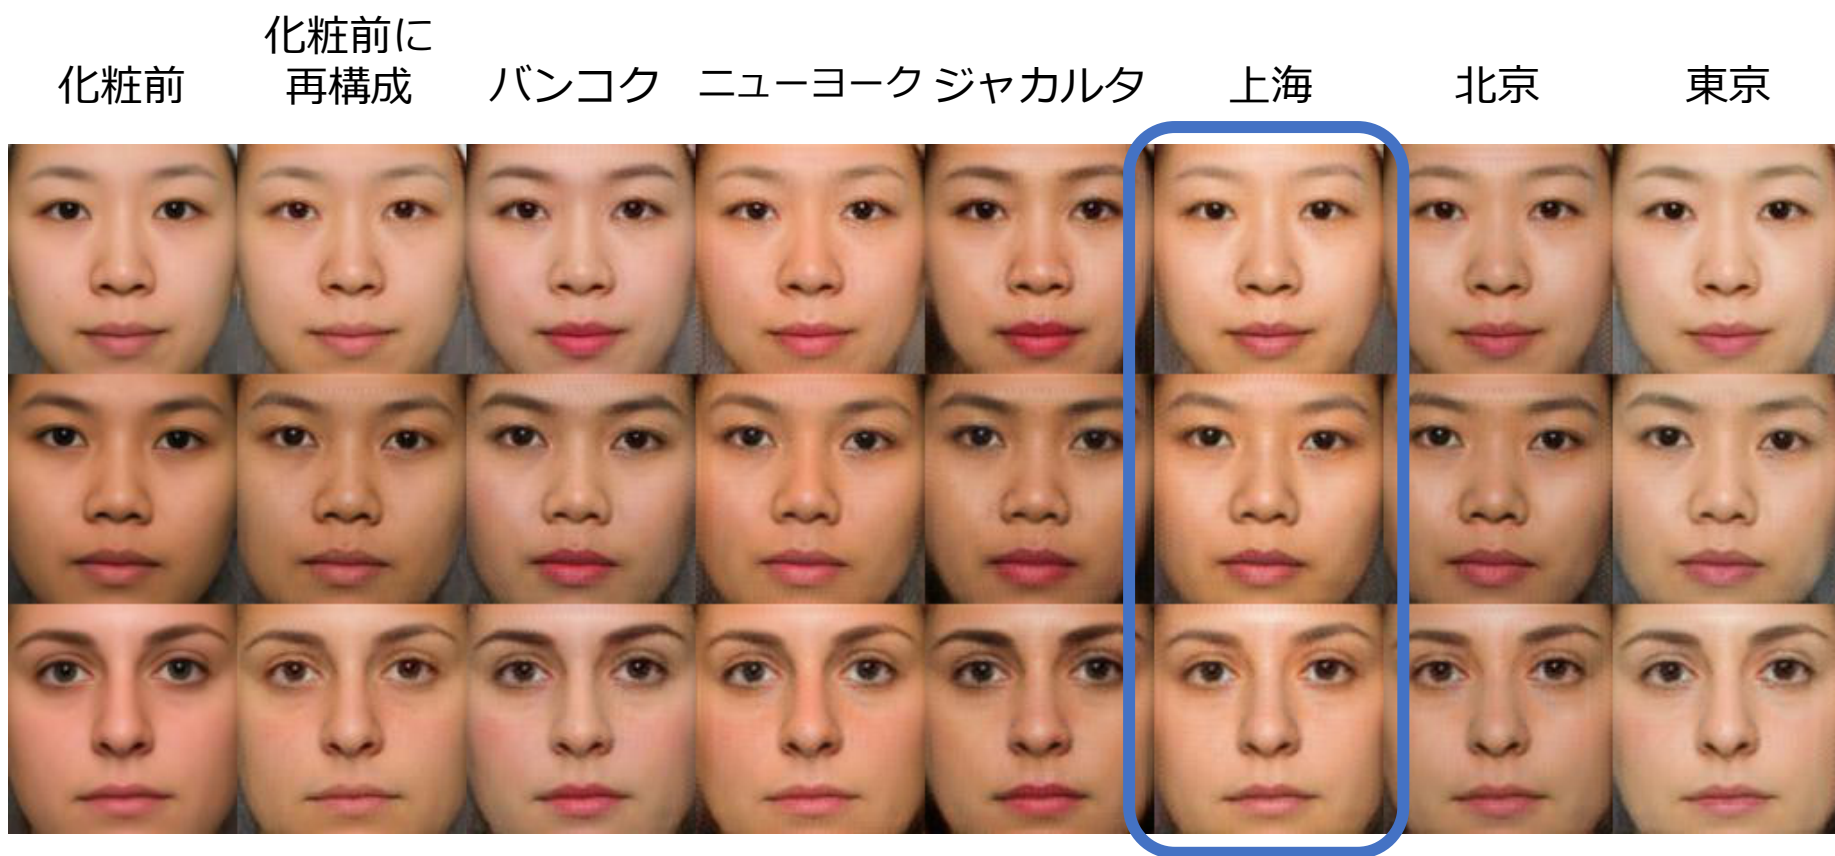 化粧前
化粧前に
再構成
バンコク
ニューヨーク
ジャカルタ
上海
北京
東京